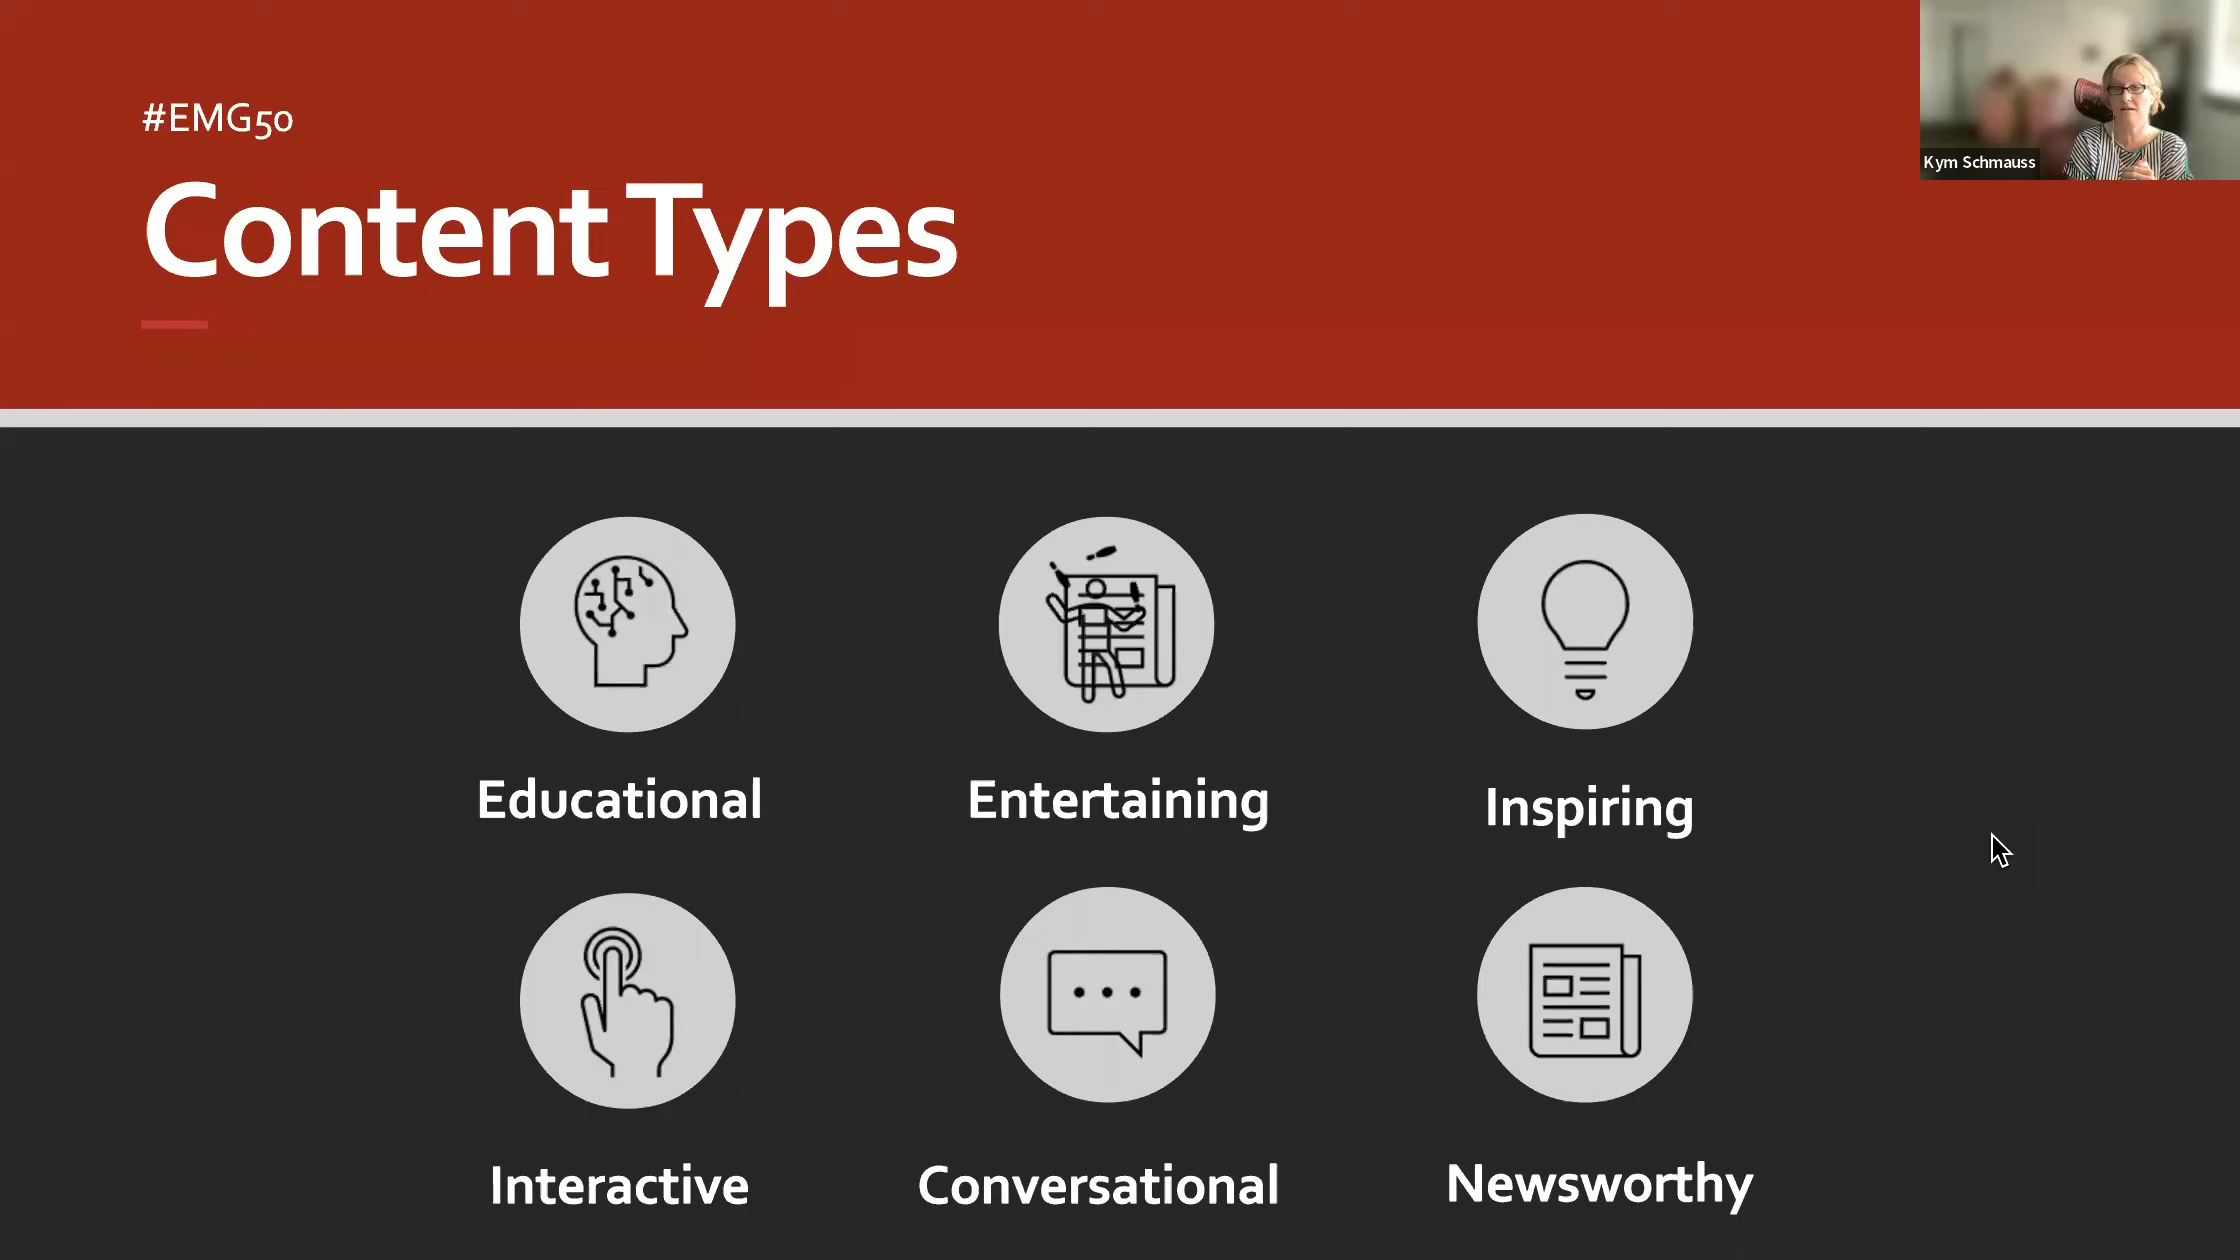 #EMG50
Content Types
Kym Schmauss
Educational
Entertaining
Inspiring
Interactive
Conversational
Newsworthy